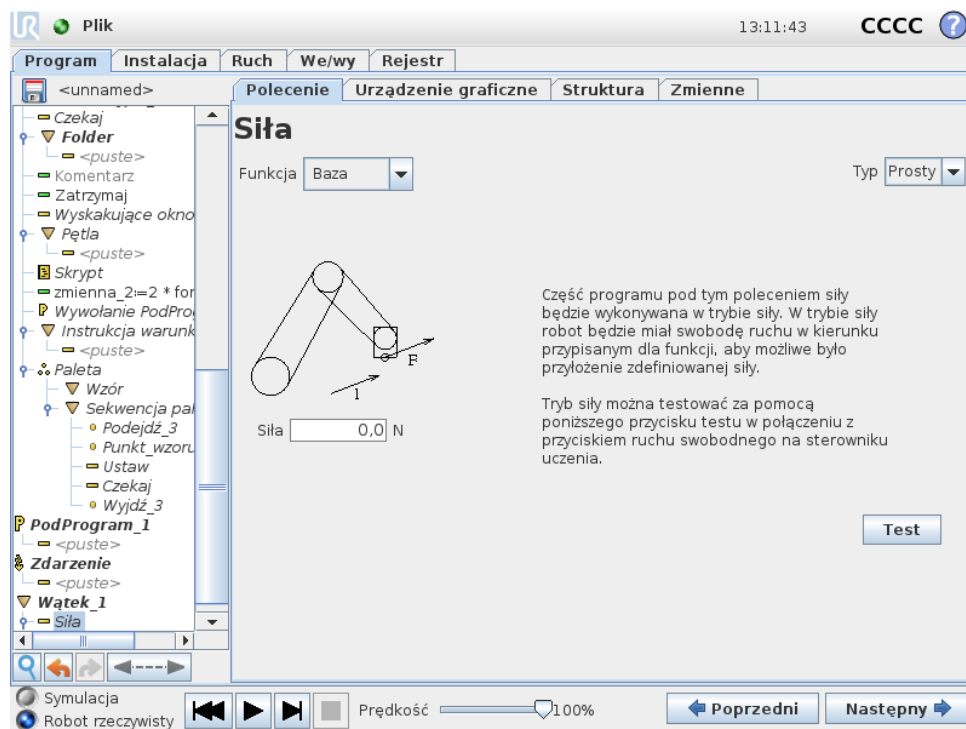 UR Plik 13:11:43 CCCC ?
Program Instalacja Ruch We/wy Rejestr
<unnamed>
Polecenie Urządzenie graficzne Struktura Zmienne
Czekaj
Folder
<puste>
Komentarz
Zatrzymaj
Wyskakujące okno
Pętla
<puste>
Skrypt
zmienna_2:=2 * for
Wywołanie PodPro
Instrukcja warunk
<puste>
Paleta
Wzór
Sekwencja pal
Podejdź_3
Punkt_wzoru
Ustaw
Czekaj
Wyjdź_3
P PodProgram_1
<puste>
Zdarzenie
<puste>
Wątek_1
Siła
Siła
Funkcja Baza
Typ Prosty
F
1
Siła 0,0 N
Część programu pod tym poleceniem siły
będzie wykonywana w trybie siły. W trybie siły
robot będzie miał swobodę ruchu w kierunku
przypisanym dla funkcji, aby możliwe było
przyłożenie zdefiniowanej siły.
Tryb siły można testować za pomocą
poniższego przycisku testu w połączeniu z
przyciskiem ruchu swobodnego na sterowniku
uczenia.
Test
Symulacja
Robot rzeczywisty
Prędkość 100%
Poprzedni Następny